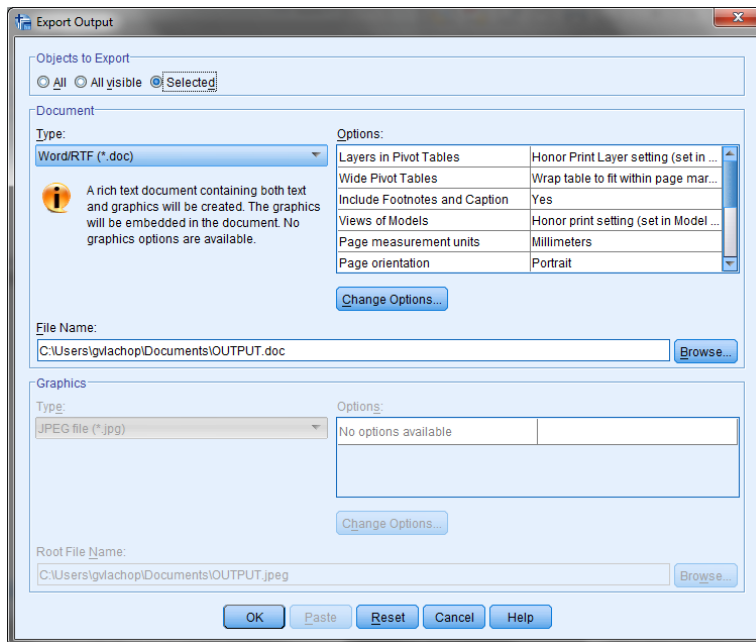 Export Output
Objects to Export
All All visible Selected
Document
Type:
Word/RTF (*.doc)
A rich text document containing both text
and graphics will be created. The graphics
will be embedded in the document. No
graphics options are available.
Options:
Layers in Pivot Tables Honor Print Layer setting (set in ...
Wide Pivot Tables Wrap table to fit within page mar...
Include Footnotes and Caption Yes
Views of Models Honor print setting (set in Model ...
Page measurement units Millimeters
Page orientation Portrait
Change Options...
File Name:
C:\Users\gvlachop\Documents\OUTPUT.doc
Browse...
Graphics
Type:
JPEG file (*.jpg)
Options:
No options available
Change Options...
Root File Name:
C:\Users\gvlachop\Documents\OUTPUT.jpeg
Browse...
OK Paste Reset Cancel Help